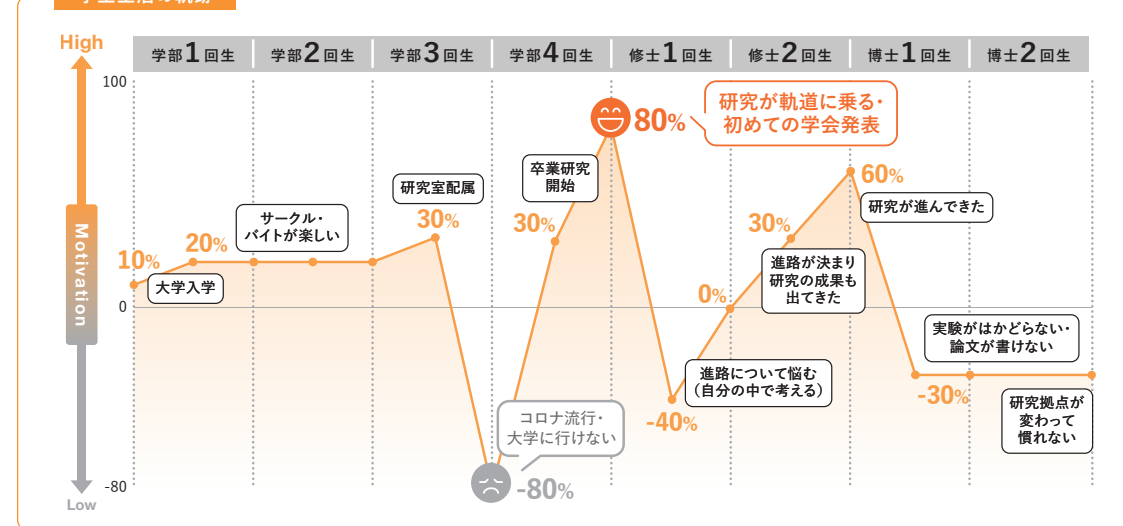 High
学部1回生
学部2回生
学部3回生
学部4回生
修士1回生
修士2回生
博士1回生
博士2回生
100
0
-80
Motivation
Low
10%
大学入学
20%
サークル・
バイトが楽しい
研究室配属
30%
コロナ流行・
大学に行けない
-80%
卒業研究
開始
30%
80%
研究が軌道に乗る・
初めての学会発表
-40%
進路について悩む
（自分の中で考える）
0%
30%
進路が決まり
研究の成果も
出てきた
60%
研究が進んできた
-30%
実験がはかどらない・
論文が書けない
研究拠点が
変わって
慣れない